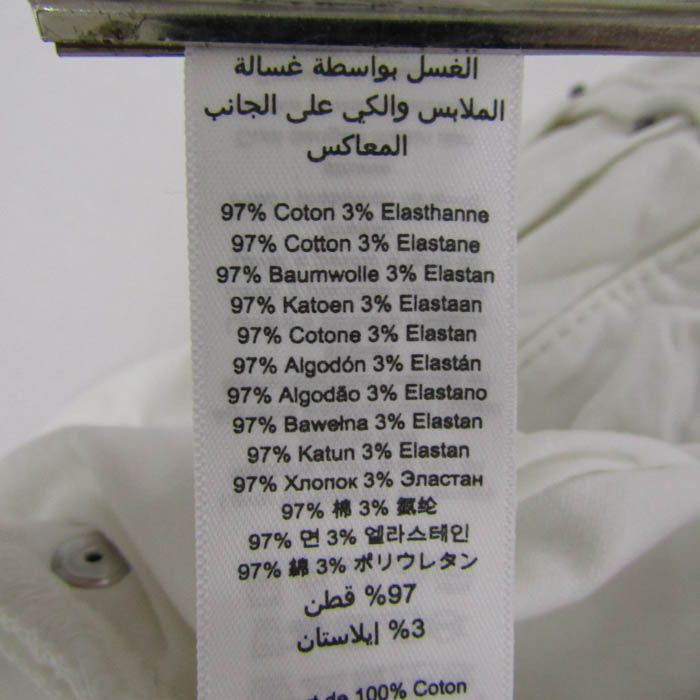 الغسل بواسطة غسالة
الملابس والكي على الجانب
المعاكس
97% Coton 3% Elasthanne
97% Cotton 3% Elastane
97% Baumwolle 3% Elastan
97% Katoen 3% Elastaan
97% Cotone 3% Elastan
97% Algodón 3% Elastán
97% Algodão 3% Elastano
97% Bawełna 3% Elastan
97% Katun 3% Elastan
97% Хлопок 3% Эластан
97% 棉 3% 氨纶
97% 면 3% 엘라스테인
97% 綿 3% ポリウレタン
97% قطن
3% إيلاستان
de 100% Coton